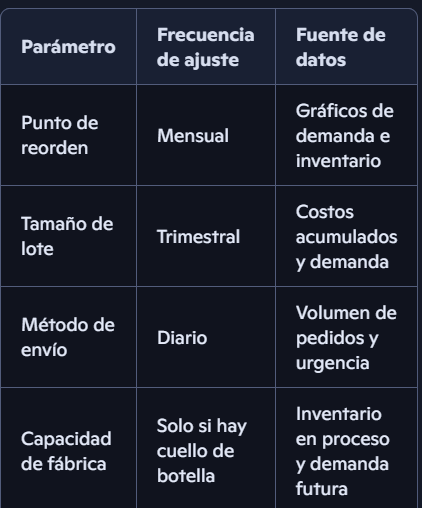 Parámetro
Frecuencia
de ajuste
Fuente de
datos
Punto de
reorden
Mensual
Gráficos de
demanda e
inventario
Tamaño de
lote
Trimestral
Costos
acumulados
y demanda
Método de
envío
Diario
Volumen de
pedidos y
urgencia
Capacidad
de fábrica
Solo si hay
cuello de
botella
Inventario
en proceso
y demanda
futura